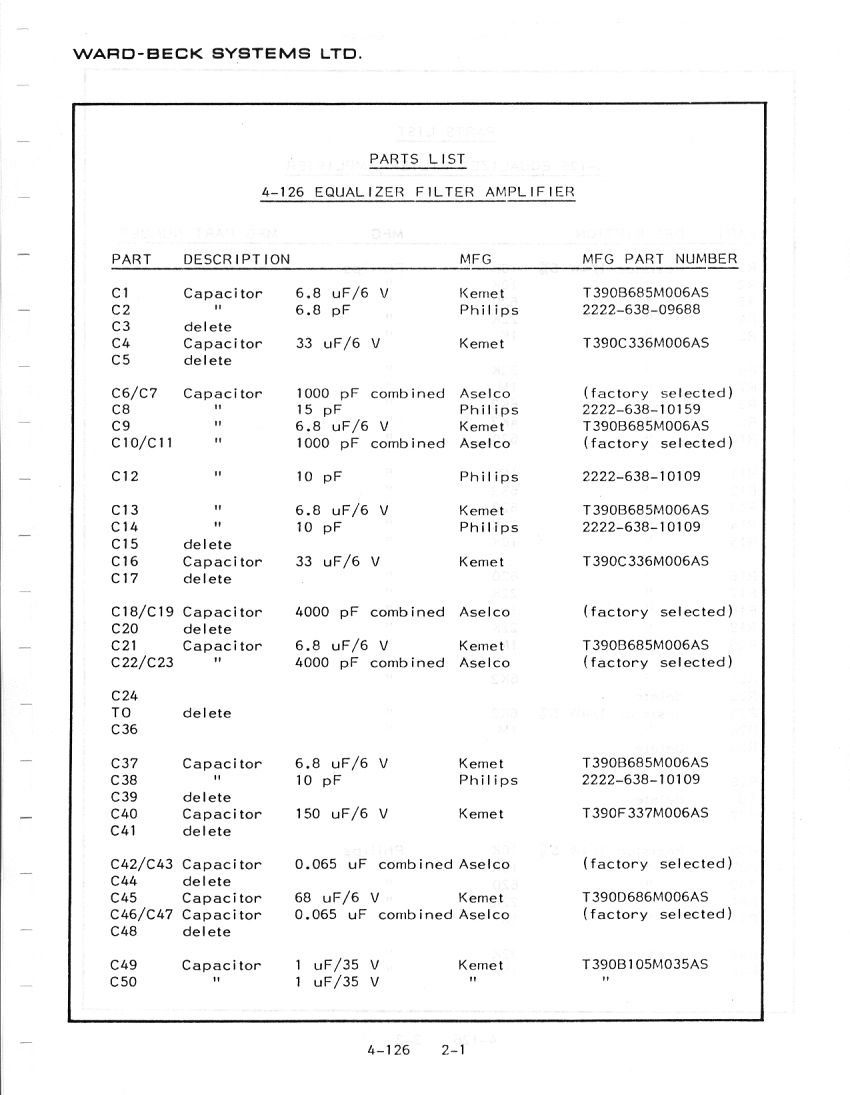 WARD-BECK SYSTEMS LTD.
PARTS LIST
4-126 EQUALIZER FILTER AMPLIFIER
PART DESCRIPTION MFG MFG PART NUMBER
C1 Capacitor 6.8 uF/6 V Kemet T390B685M006AS
C2 " 6.8 pF Philips 2222-638-09688
C3 delete
C4 Capacitor 33 uF/6 V Kemet T390C336M006AS
C5 delete
C6/C7 Capacitor 1000 pF combined Aselco (factory selected)
C8 " 15 pF Philips 2222-638-10159
C9 " 6.8 uF/6 V Kemet T390B685M006AS
C10/C11 " 1000 pF combined Aselco (factory selected)
C12 " 10 pF Philips 2222-638-10109
C13 " 6.8 uF/6 V Kemet T390B685M006AS
C14 " 10 pF Philips 2222-638-10109
C15 delete
C16 Capacitor 33 uF/6 V Kemet T390C336M006AS
C17 delete
C18/C19 Capacitor 4000 pF combined Aselco (factory selected)
C20 delete
C21 Capacitor 6.8 uF/6 V Kemet T390B685M006AS
C22/C23 " 4000 pF combined Aselco (factory selected)
C24
TO delete
C36
C37 Capacitor 6.8 uF/6 V Kemet T390B685M006AS
C38 " 10 pF Philips 2222-638-10109
C39 delete
C40 Capacitor 150 uF/6 V Kemet T390F337M006AS
C41 delete
C42/C43 Capacitor 0.065 uF combined Aselco (factory selected)
C44 delete
C45 Capacitor 68 uF/6 V Kemet T390D686M006AS
C46/C47 Capacitor 0.065 uF combined Aselco (factory selected)
C48 delete
C49 Capacitor 1 uF/35 V Kemet T390B105M035AS
C50 " 1 uF/35 V " "
4-126 2-1